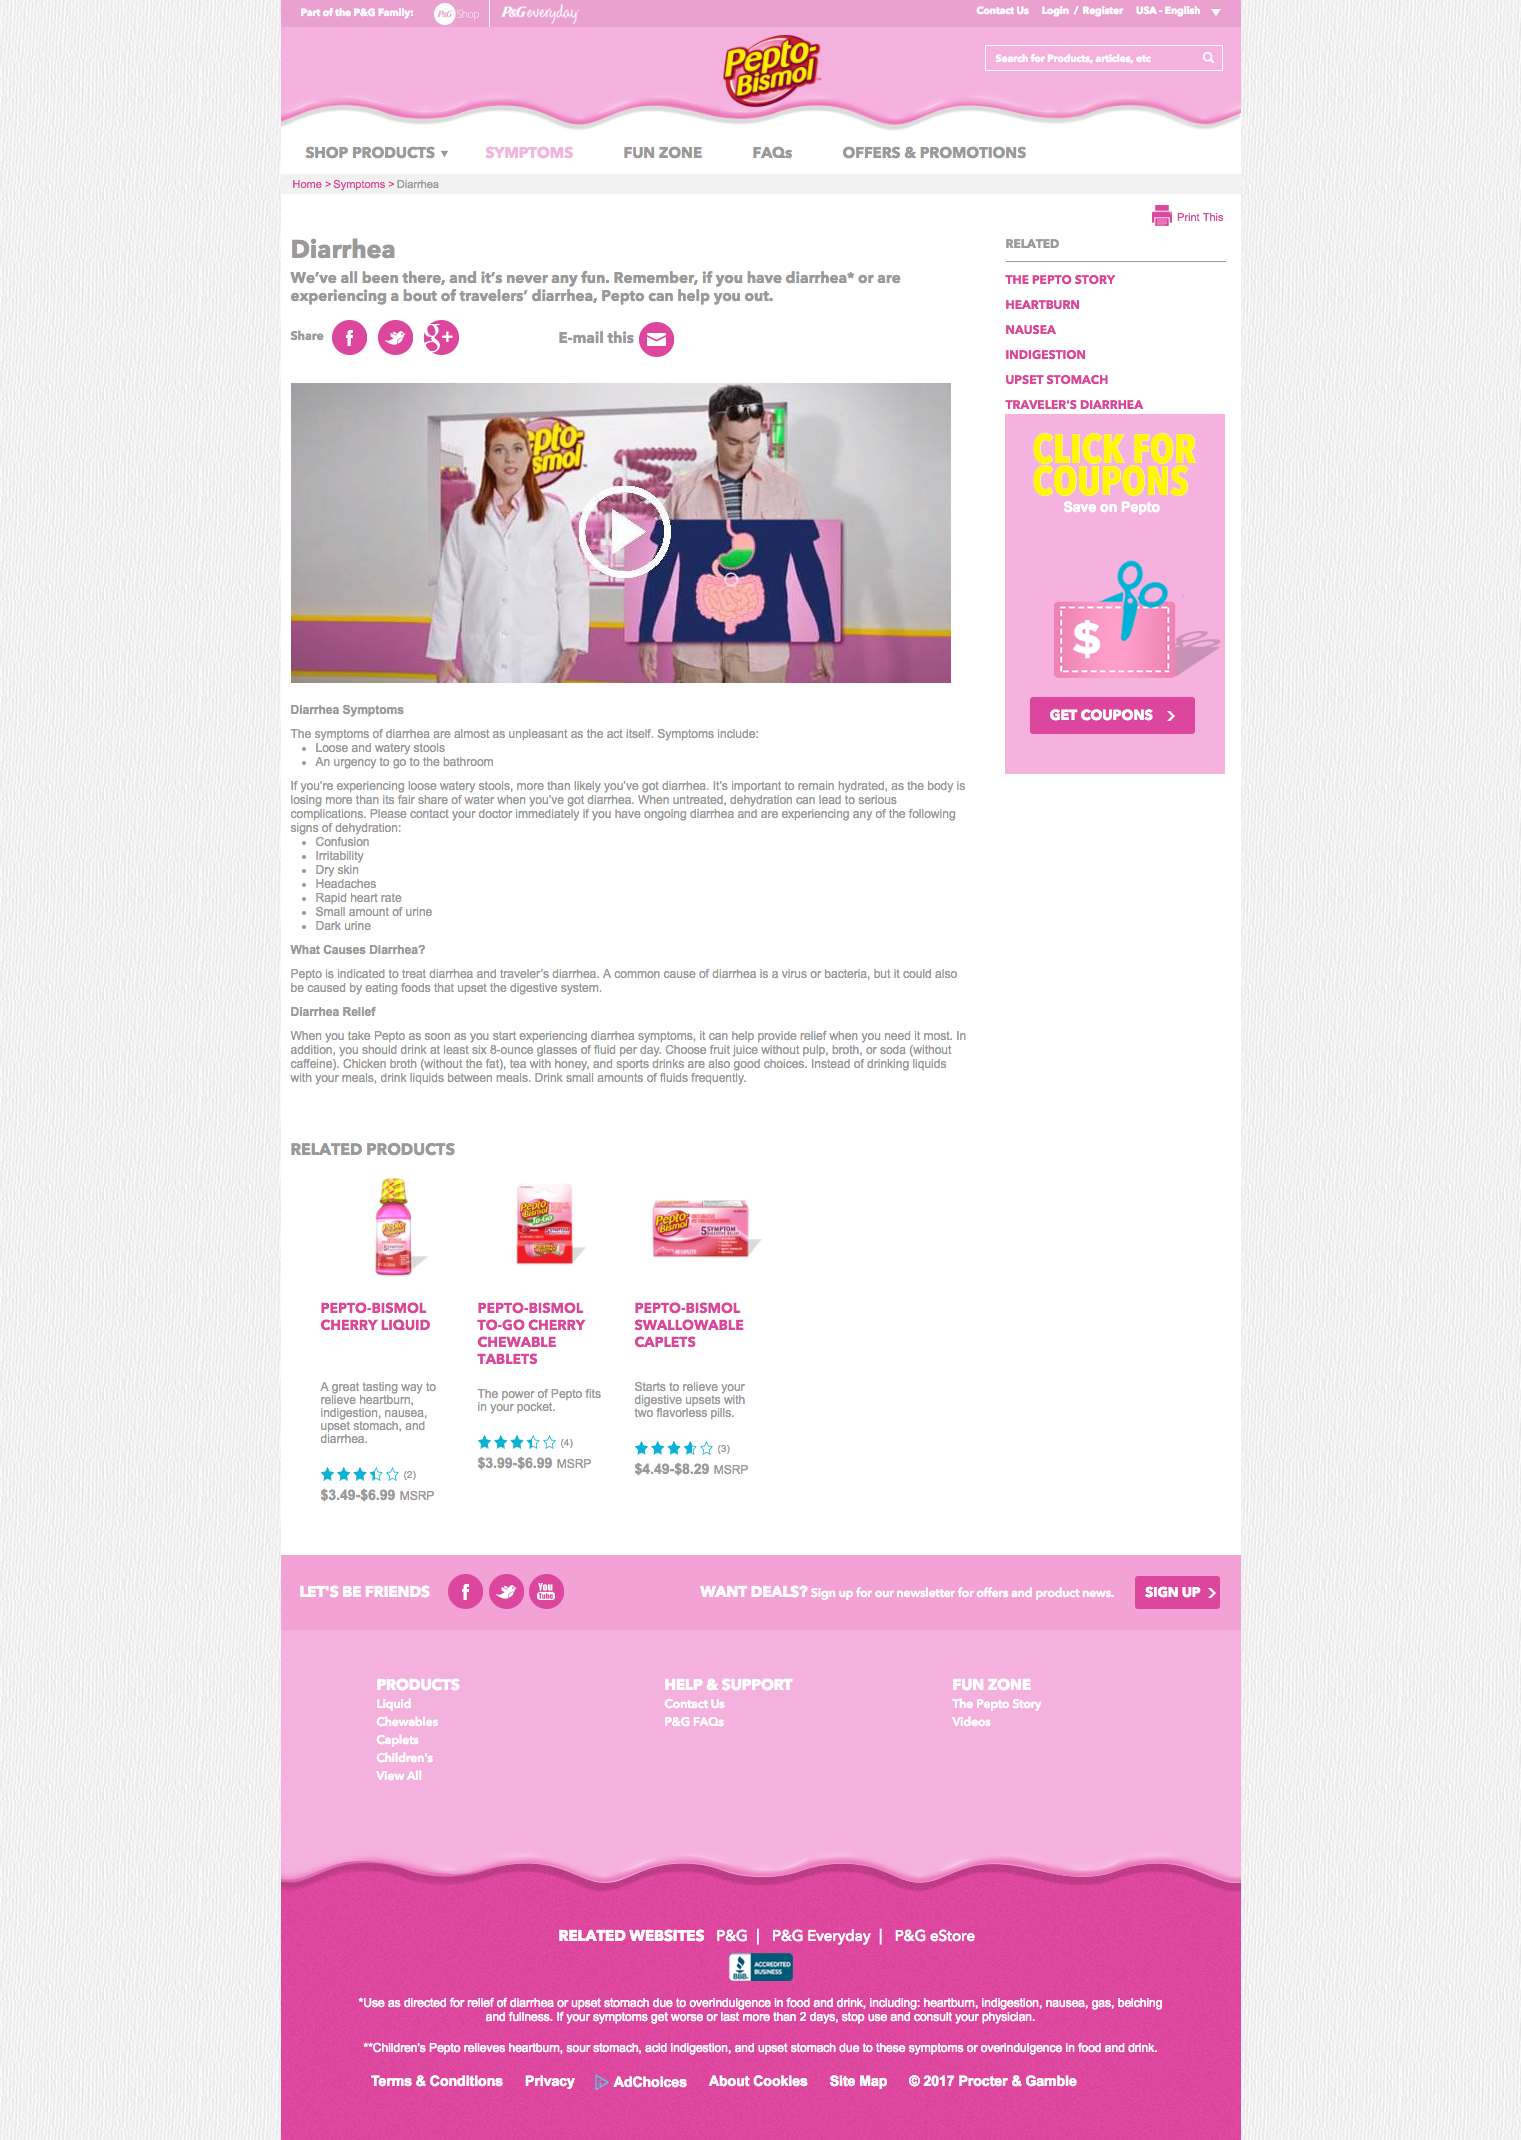 Part of the P&G Family: P&G Shop P&G everyday
Contact Us Login / Register USA - English
Pepto-
Bismol
Search for Products, articles, etc
SHOP PRODUCTS SYMPTOMS FUN ZONE FAQs OFFERS & PROMOTIONS
Home > Symptoms > Diarrhea
Print This
Diarrhea
We've all been there, and it's never any fun. Remember, if you have diarrhea* or are
experiencing a bout of travelers' diarrhea, Pepto can help you out.
Share f g+ E-mail this
RELATED
THE PEPTO STORY
HEARTBURN
NAUSEA
INDIGESTION
UPSET STOMACH
TRAVELER'S DIARRHEA
CLICK FOR
COUPONS
Save on Pepto
$
GET COUPONS
epto-
smol
Diarrhea Symptoms
The symptoms of diarrhea are almost as unpleasant as the act itself. Symptoms include:
• Loose and watery stools
• An urgency to go to the bathroom
If you're experiencing loose watery stools, more than likely you've got diarrhea. It's important to remain hydrated, as the body is
losing more than its fair share of water when you've got diarrhea. When untreated, dehydration can lead to serious
complications. Please contact your doctor immediately if you have ongoing diarrhea and are experiencing any of the following
signs of dehydration:
• Confusion
• Irritability
• Dry skin
• Headaches
• Rapid heart rate
• Small amount of urine
• Dark urine
What Causes Diarrhea?
Pepto is indicated to treat diarrhea and traveler's diarrhea. A common cause of diarrhea is a virus or bacteria, but it could also
be caused by eating foods that upset the digestive system.
Diarrhea Relief
When you take Pepto as soon as you start experiencing diarrhea symptoms, it can help provide relief when you need it most. In
addition, you should drink at least six 8-ounce glasses of fluid per day. Choose fruit juice without pulp, broth, or soda (without
caffeine). Chicken broth (without the fat), tea with honey, and sports drinks are also good choices. Instead of drinking liquids
with your meals, drink liquids between meals. Drink small amounts of fluids frequently.
RELATED PRODUCTS
Pepto-
Bismol
Pepto
Bismol
To-Go
Pepto
Bismol
5 SYMPTOM
PEPTO-BISMOL
CHERRY LIQUID
A great tasting way to
relieve heartburn,
indigestion, nausea,
upset stomach, and
diarrhea.
(2)
$3.49-$6.99 MSRP
PEPTO-BISMOL
TO-GO CHERRY
CHEWABLE
TABLETS
The power of Pepto fits
in your pocket.
(4)
$3.99-$6.99 MSRP
PEPTO-BISMOL
SWALLOWABLE
CAPLETS
Starts to relieve your
digestive upsets with
two flavorless pills.
(3)
$4.49-$8.29 MSRP
LET'S BE FRIENDS f You Tube
WANT DEALS? Sign up for our newsletter for offers and product news. SIGN UP
PRODUCTS
Liquid
Chewables
Caplets
Children's
View All
HELP & SUPPORT
Contact Us
P&G FAQs
FUN ZONE
The Pepto Story
Videos
RELATED WEBSITES P&G | P&G Everyday | P&G eStore
BBB. ACCREDITED
BUSINESS
*Use as directed for relief of diarrhea or upset stomach due to overindulgence in food and drink, including: heartburn, indigestion, nausea, gas, belching
and fullness. If your symptoms get worse or last more than 2 days, stop use and consult your physician.
**Children's Pepto relieves heartburn, sour stomach, acid indigestion, and upset stomach due to these symptoms or overindulgence in food and drink.
Terms & Conditions Privacy AdChoices About Cookies Site Map © 2017 Procter & Gamble